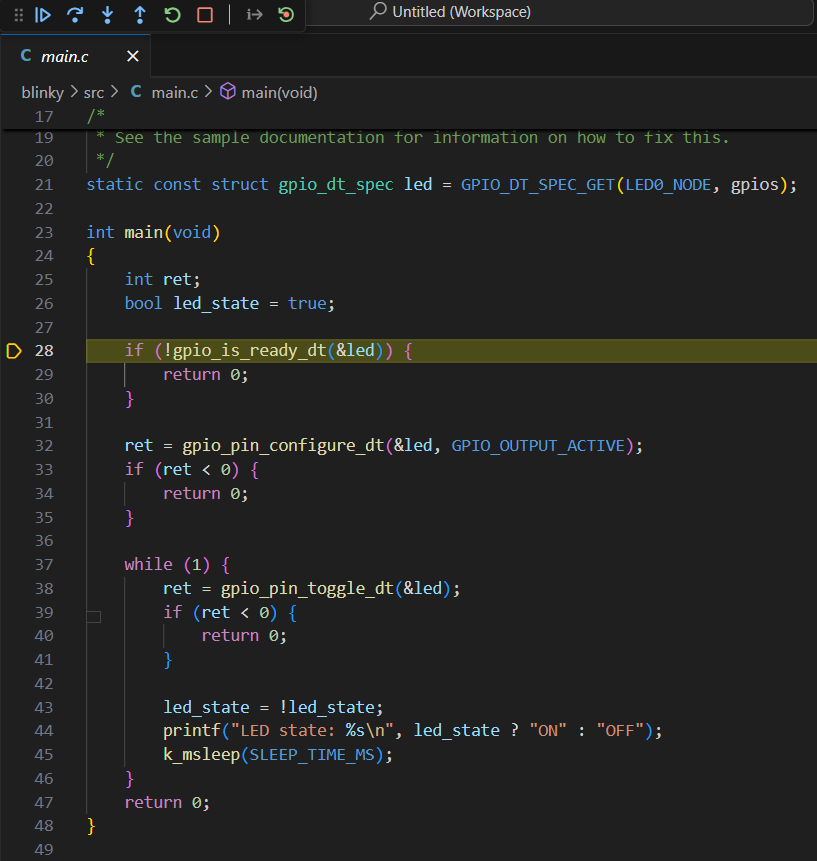 Untitled (Workspace)
C main.c
blinky > src > C main.c > main(void)
17 /*
19  * See the sample documentation for information on how to fix this.
20  */
21 static const struct gpio_dt_spec led = GPIO_DT_SPEC_GET(LED0_NODE, gpios);
22
23 int main(void)
24 {
25     int ret;
26     bool led_state = true;
27
28     if (!gpio_is_ready_dt(&led)) {
29         return 0;
30     }
31
32     ret = gpio_pin_configure_dt(&led, GPIO_OUTPUT_ACTIVE);
33     if (ret < 0) {
34         return 0;
35     }
36
37     while (1) {
38         ret = gpio_pin_toggle_dt(&led);
39         if (ret < 0) {
40             return 0;
41         }
42
43         led_state = !led_state;
44         printf("LED state: %s\n", led_state ? "ON" : "OFF");
45         k_msleep(SLEEP_TIME_MS);
46     }
47     return 0;
48 }
49